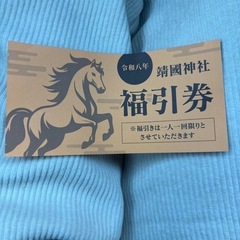 令和八年
靖國神社
福引券
※福引きは一人一回限りと
させていただきます